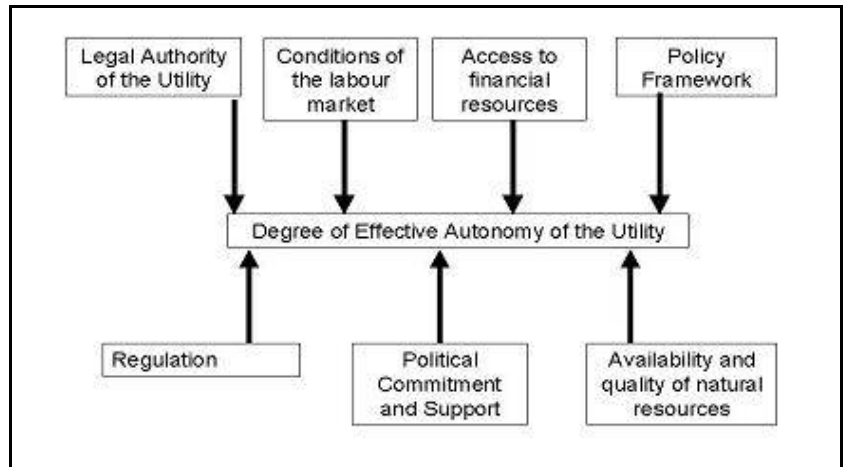 Legal Authority
of the Utility
Conditions of
the labour
market
Access to
financial
resources
Policy
Framework
Degree of Effective Autonomy of the Utility
Regulation
Political
Commitment
and Support
Availability and
quality of natural
resources